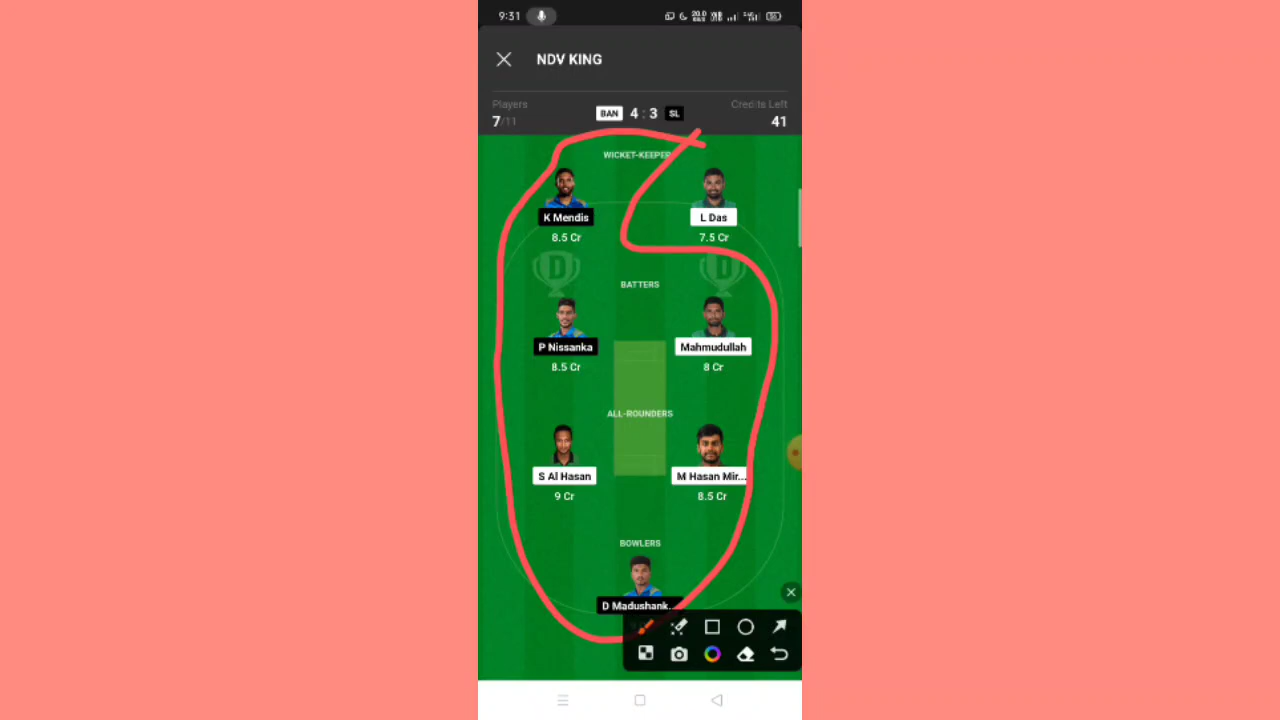 9:31
NDV KING
Players
Credits Left
7/11
BAN 4 : 3 SL
41
WICKET-KEEPER
K Mendis
L Das
8.5 Cr
7.5 Cr
D
D
BATTERS
P Nissanka
Mahmudullah
8.5 Cr
8 Cr
ALL-ROUNDERS
S Al Hasan
M Hasan Mir...
9 Cr
8.5 Cr
BOWLERS
D Madushank...